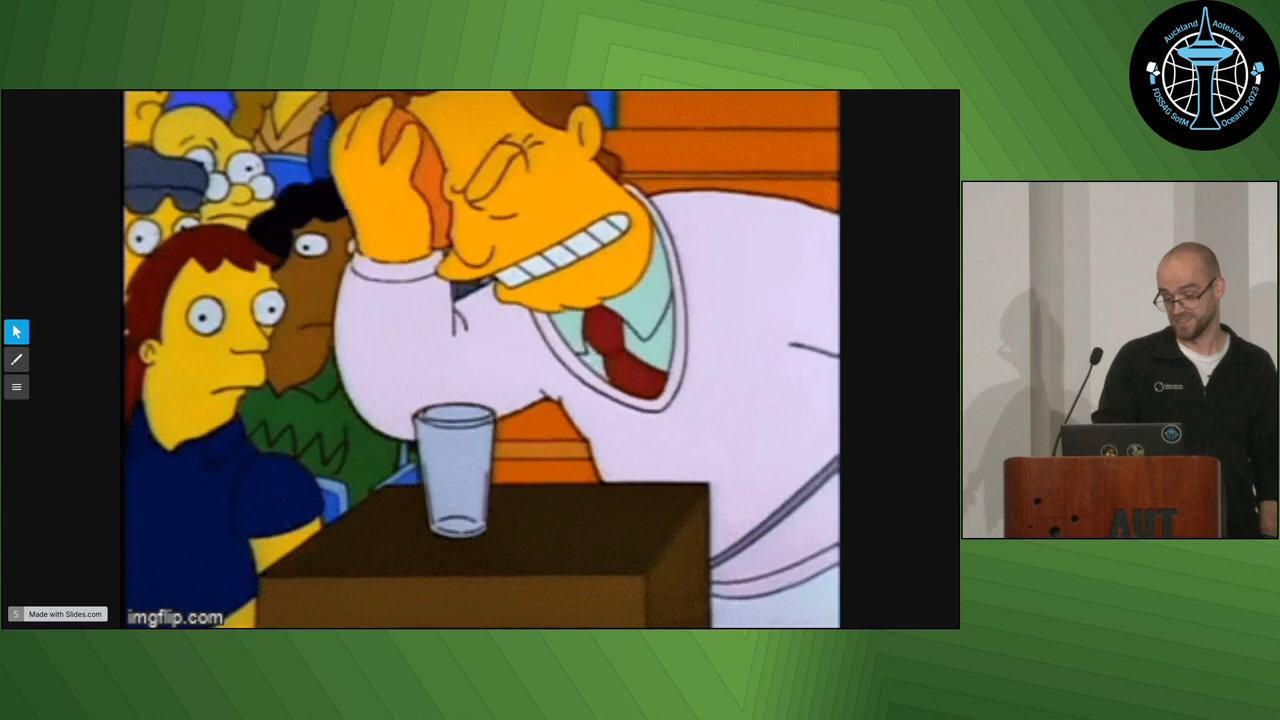 Auckland Aotearoa
FOSS4G SotM Oceania 2023
AUT
S Made with Slides.com
imgflip.com